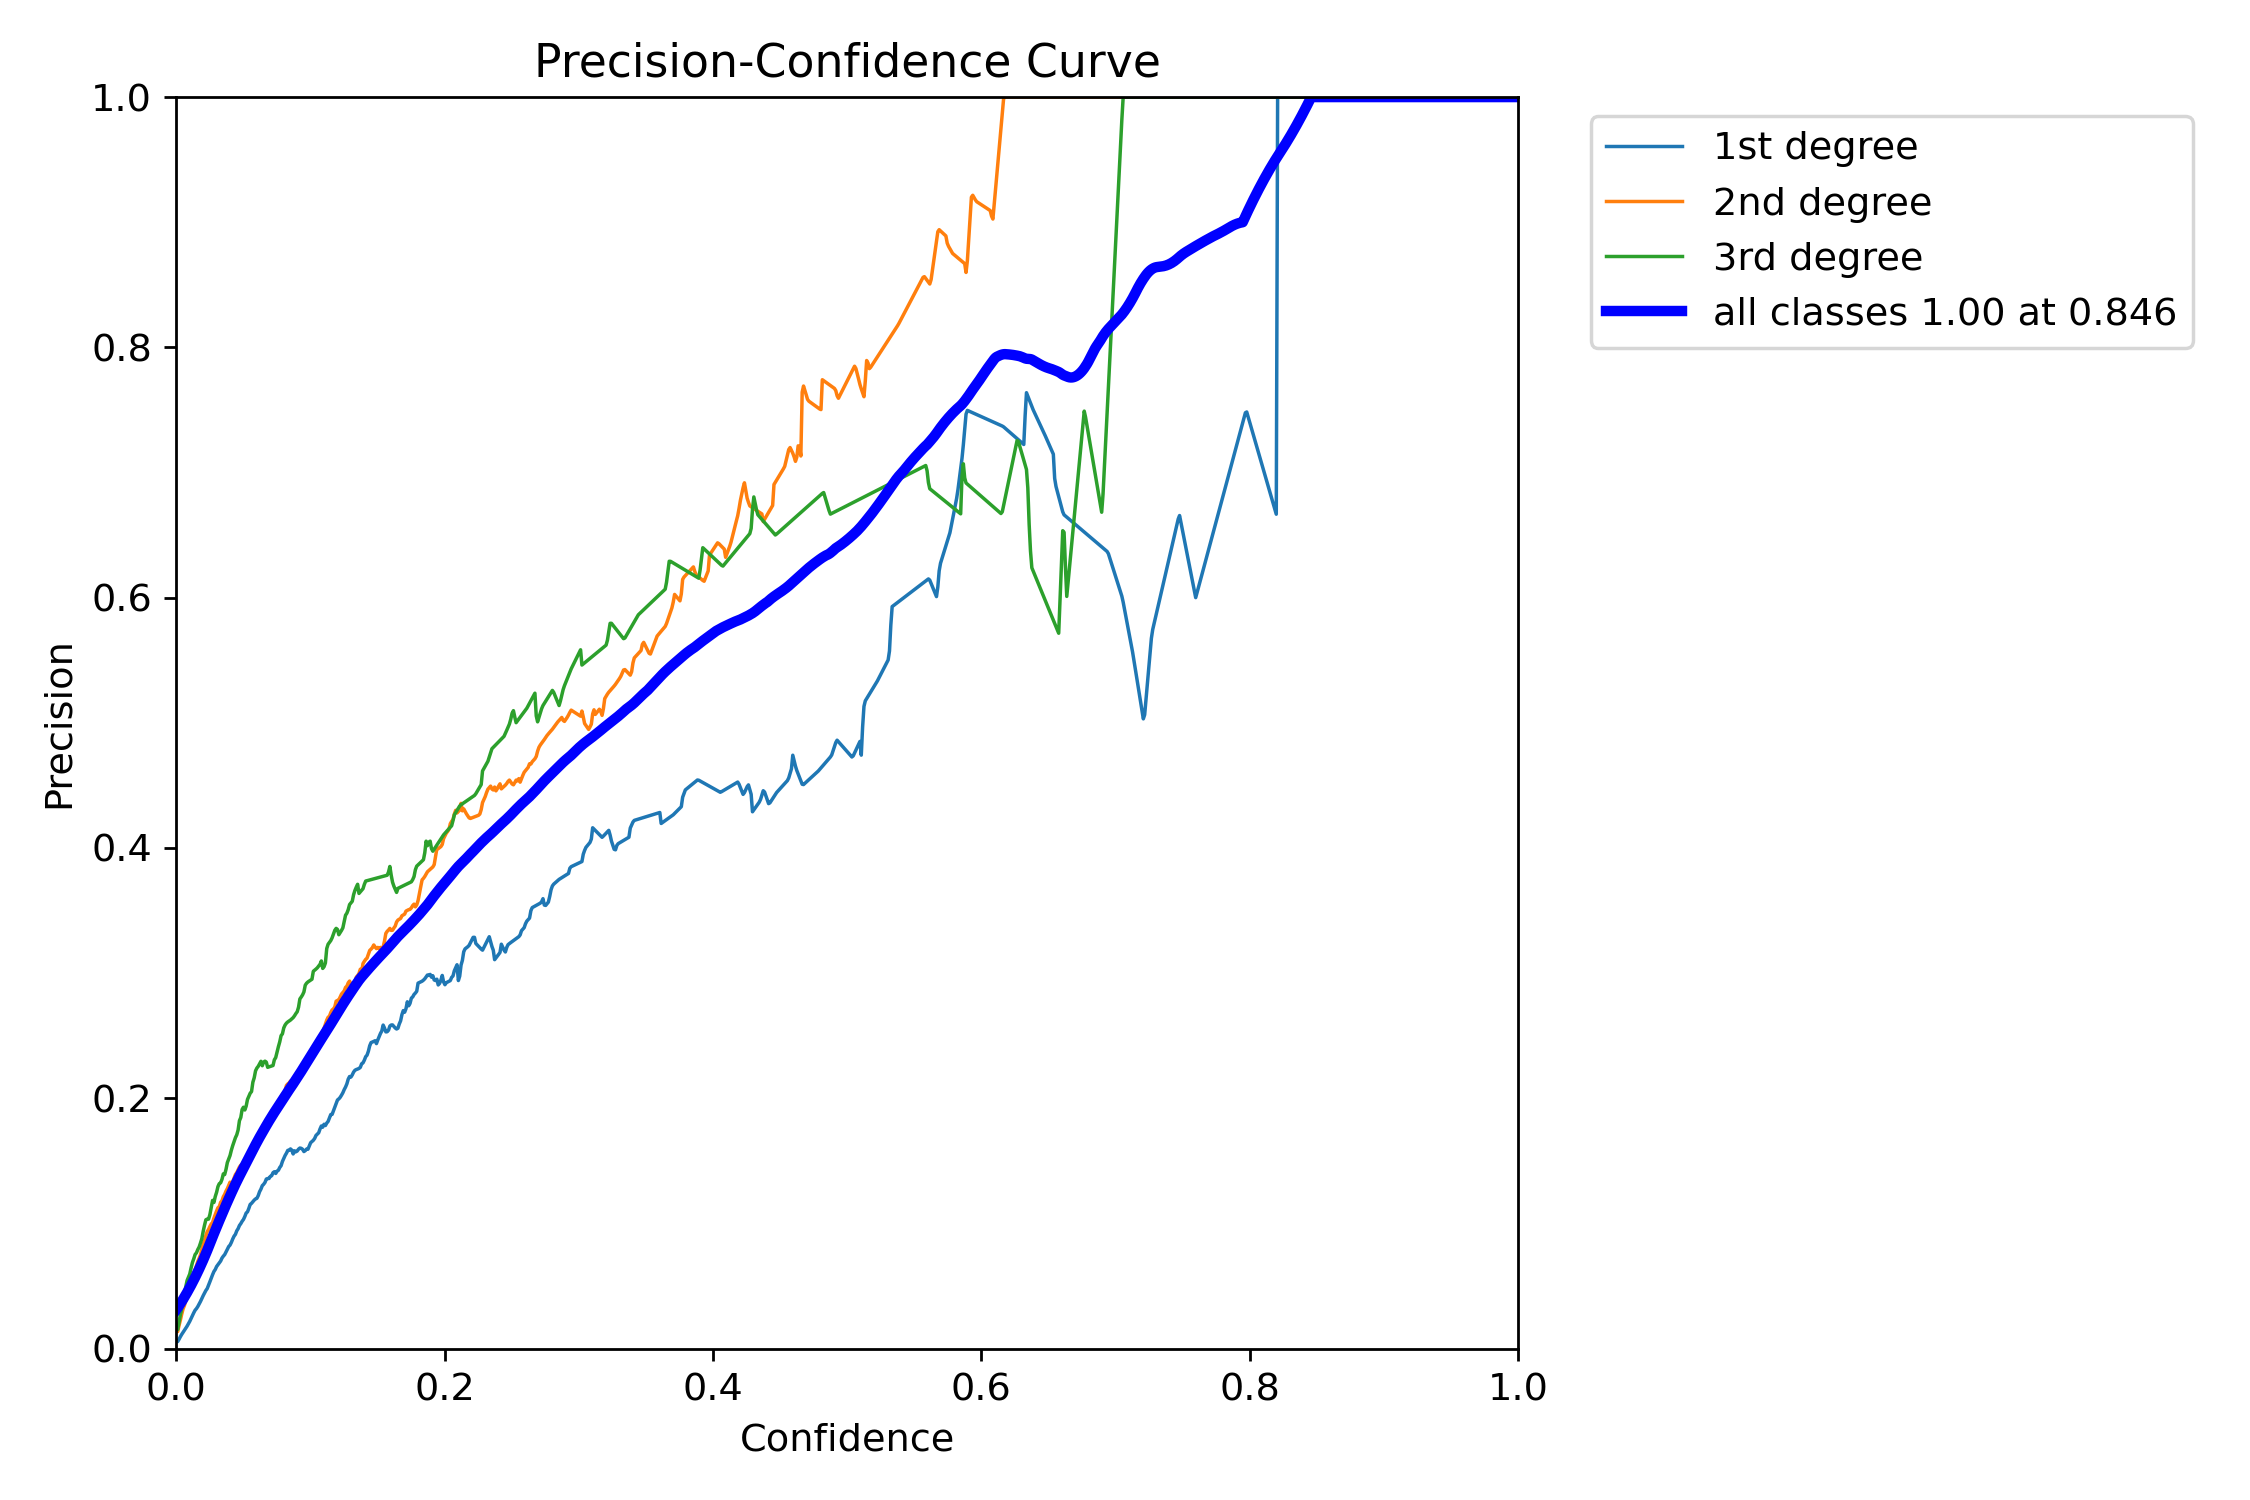 Precision-Confidence Curve
1.0
0.8
0.6
0.4
0.2
0.0
Precision
0.0 0.2 0.4 0.6 0.8 1.0
Confidence
1st degree
2nd degree
3rd degree
all classes 1.00 at 0.846